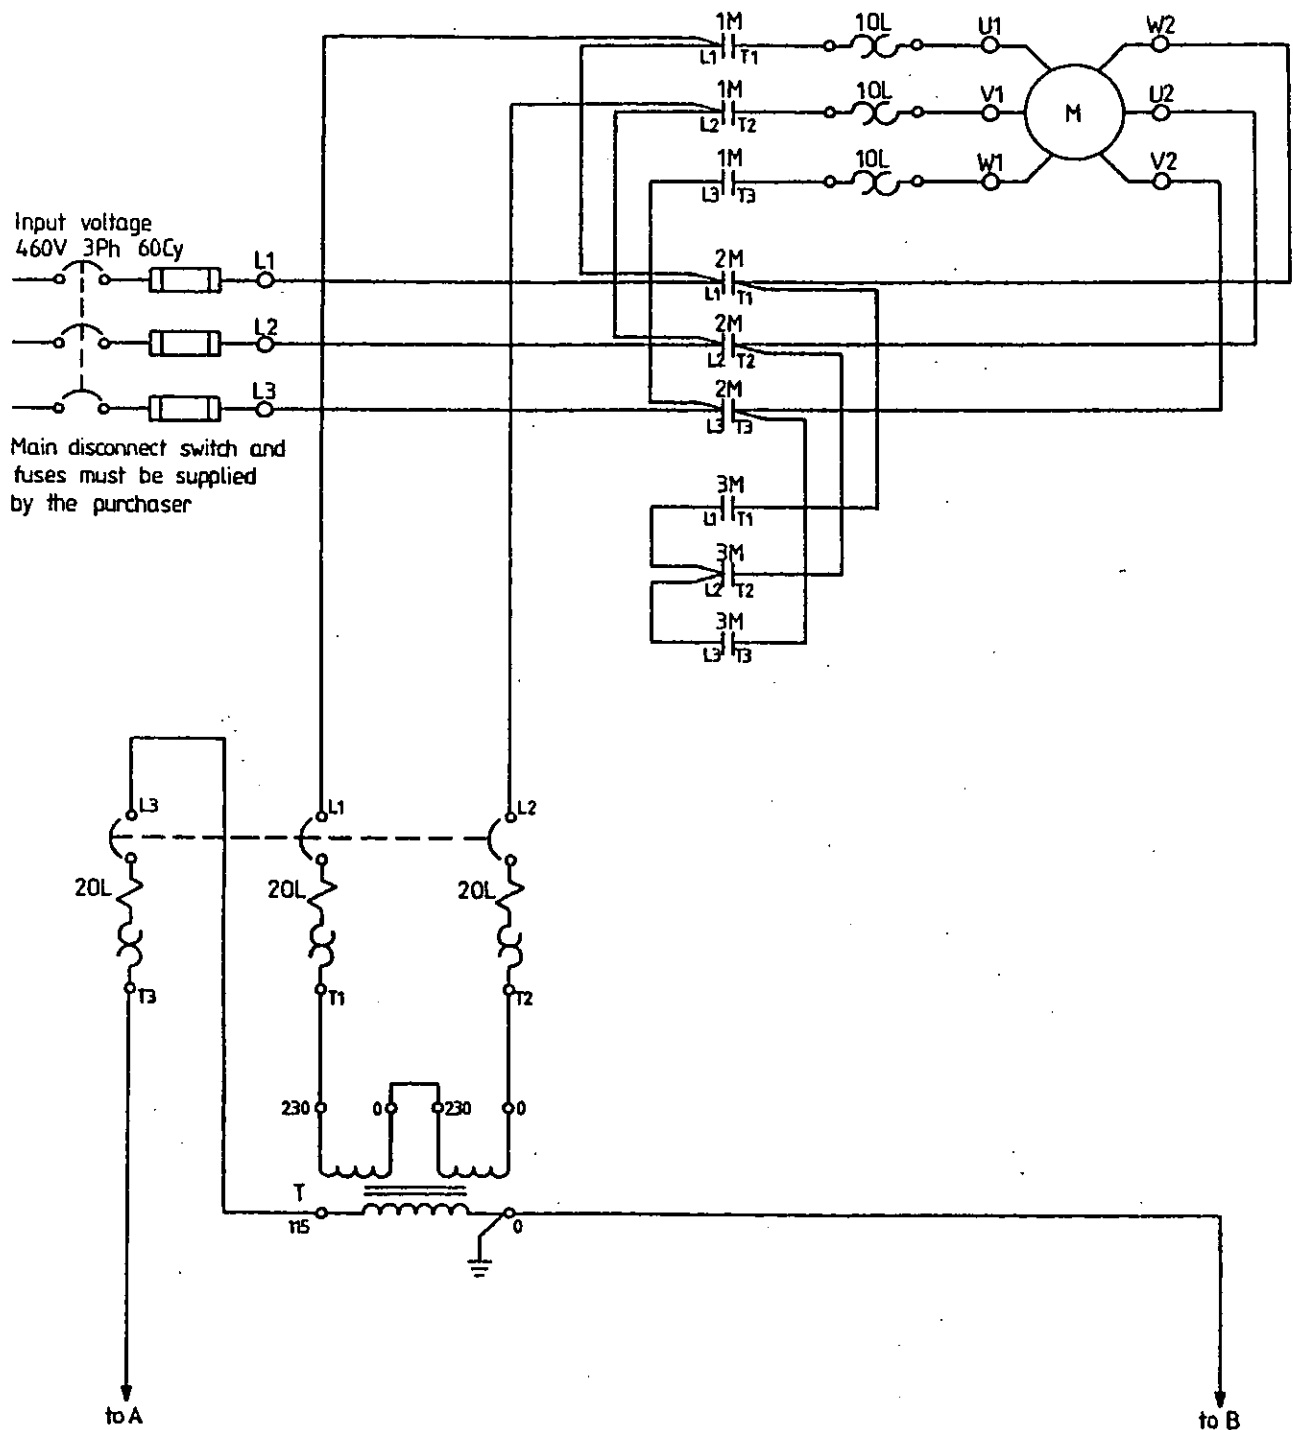 1M
10L
U1
W2
L1
T1
1M
10L
V1
M
U2
L2
T2
1M
10L
W1
V2
L3
T3
Input voltage
460V 3Ph 60Cy
L1
2M
L1
T1
L2
2M
L2
T2
L3
2M
L3
T3
Main disconnect switch and
fuses must be supplied
by the purchaser
3M
L1
T1
3M
L2
T2
3M
L3
T3
L3
L1
L2
20L
20L
20L
T3
T1
T2
230
0
230
0
T
115
0
to A
to B